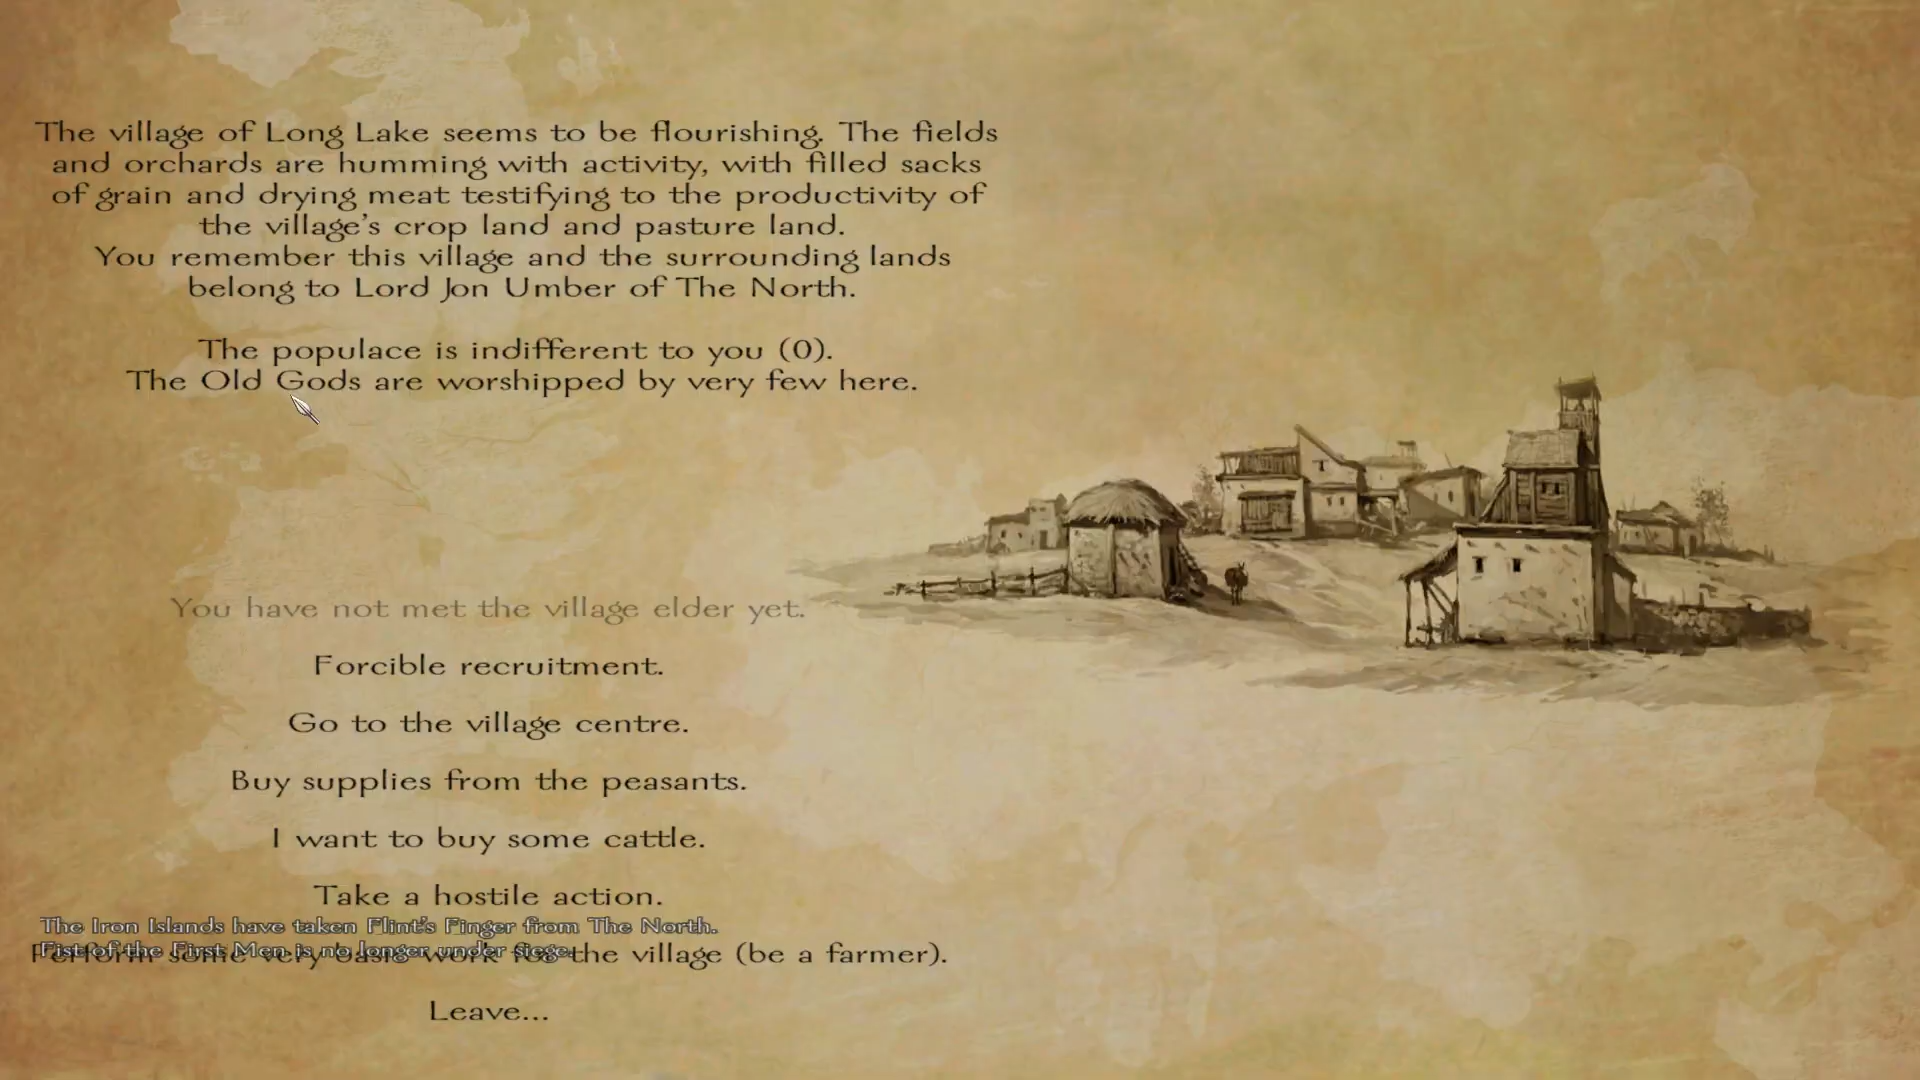 The village of Long Lake seems to be flourishing. The fields
and orchards are humming with activity, with filled sacks
of grain and drying meat testifying to the productivity of
the village's crop land and pasture land.
You remember this village and the surrounding lands
belong to Lord Jon Umber of The North.
The populace is indifferent to you (0).
The Old Gods are worshipped by very few here.
You have not met the village elder yet.
Forcible recruitment.
Go to the village centre.
Buy supplies from the peasants.
I want to buy some cattle.
Take a hostile action.
The Iron Islands have taken Flint's Finger from The North.
Fist of the First Men is no longer under siege.
Perform some very basic work for the village (be a farmer).
Leave...